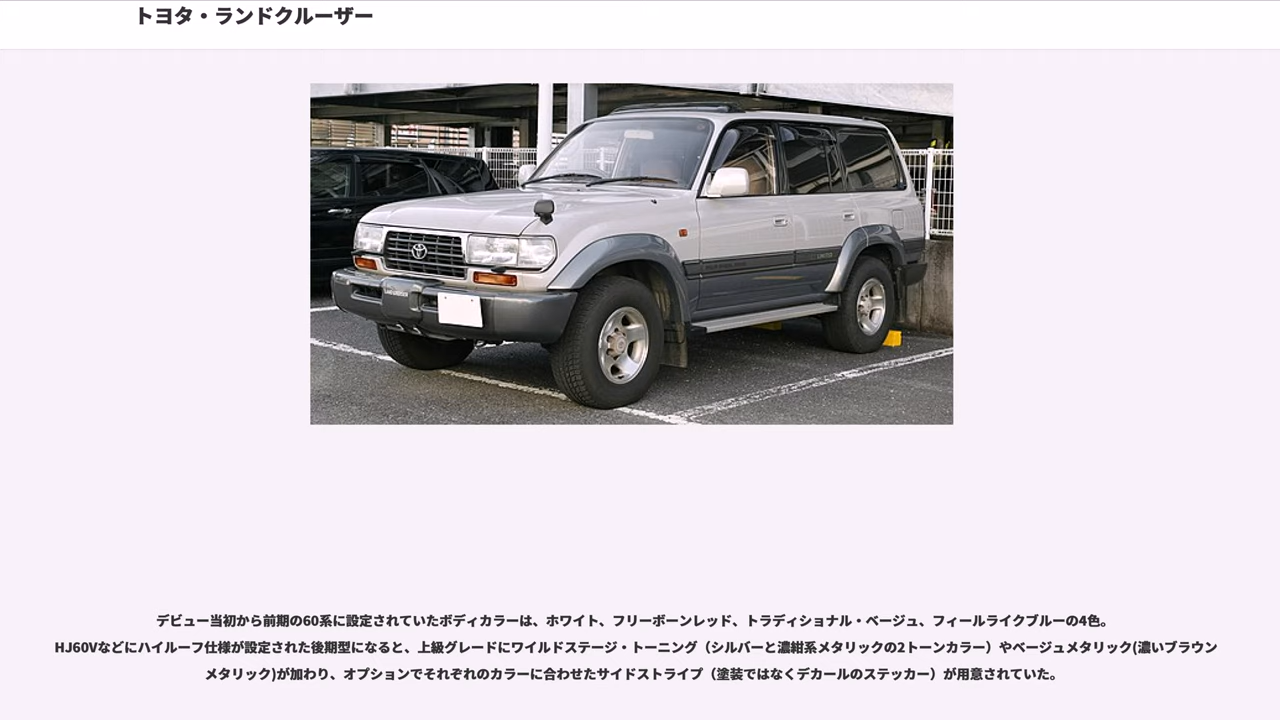 トヨタ・ランドクルーザー
デビュー当初から前期の60系に設定されていたボディカラーは、ホワイト、フリーボーンレッド、トラディショナル・ベージュ、フィールライクブルーの4色。
HJ60Vなどにハイルーフ仕様が設定された後期型になると、上級グレードにワイルドステージ・トーニング（シルバーと濃紺系メタリックの2トーンカラー）やベージュメタリック(濃いブラウン
メタリック)が加わり、オプションでそれぞれのカラーに合わせたサイドストライプ（塗装ではなくデカールのステッカー）が用意されていた。